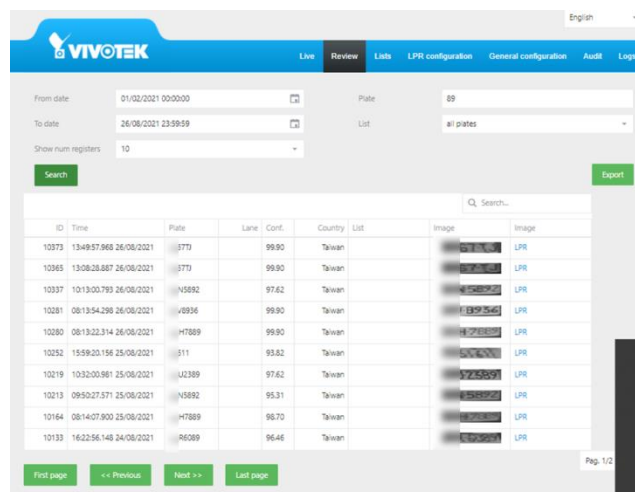 English
VIVOTEK
Live Review Lists LPR configuration General configuration Audit Logs
From date 01/02/2021 00:00:00 Plate 89
To date 26/08/2021 23:59:59 List all plates
Show num registers 10
Search Export
Search...
ID Time Plate Lane Conf. Country List Image Image
10373 13:49:57.968 26/08/2021 37TJ 99.90 Taiwan LPR
10365 13:08:28.887 26/08/2021 37TJ 99.90 Taiwan LPR
10337 10:13:00.793 26/08/2021 N5892 97.62 Taiwan LPR
10281 08:13:54.298 26/08/2021 V8936 99.90 Taiwan 8936 LPR
10280 08:13:22.314 26/08/2021 H7889 99.90 Taiwan LPR
10252 15:59:20.156 25/08/2021 311 93.82 Taiwan LPR
10219 10:32:00.981 25/08/2021 U2389 97.62 Taiwan LPR
10213 09:50:27.571 25/08/2021 N5892 95.31 Taiwan LPR
10164 08:14:07.900 25/08/2021 H7889 98.70 Taiwan LPR
10133 16:22:56.148 24/08/2021 R6089 96.46 Taiwan LPR
Pag. 1/2
First page << Previous Next >> Last page